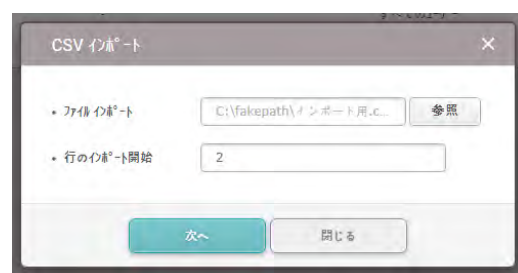 CSV ｲﾝﾎﾟｰﾄ
• ﾌｧｲﾙ ｲﾝﾎﾟｰﾄ
C:\fakepath\インポート用.c... 参照
• 行のｲﾝﾎﾟｰﾄ開始
2
次へ 閉じる